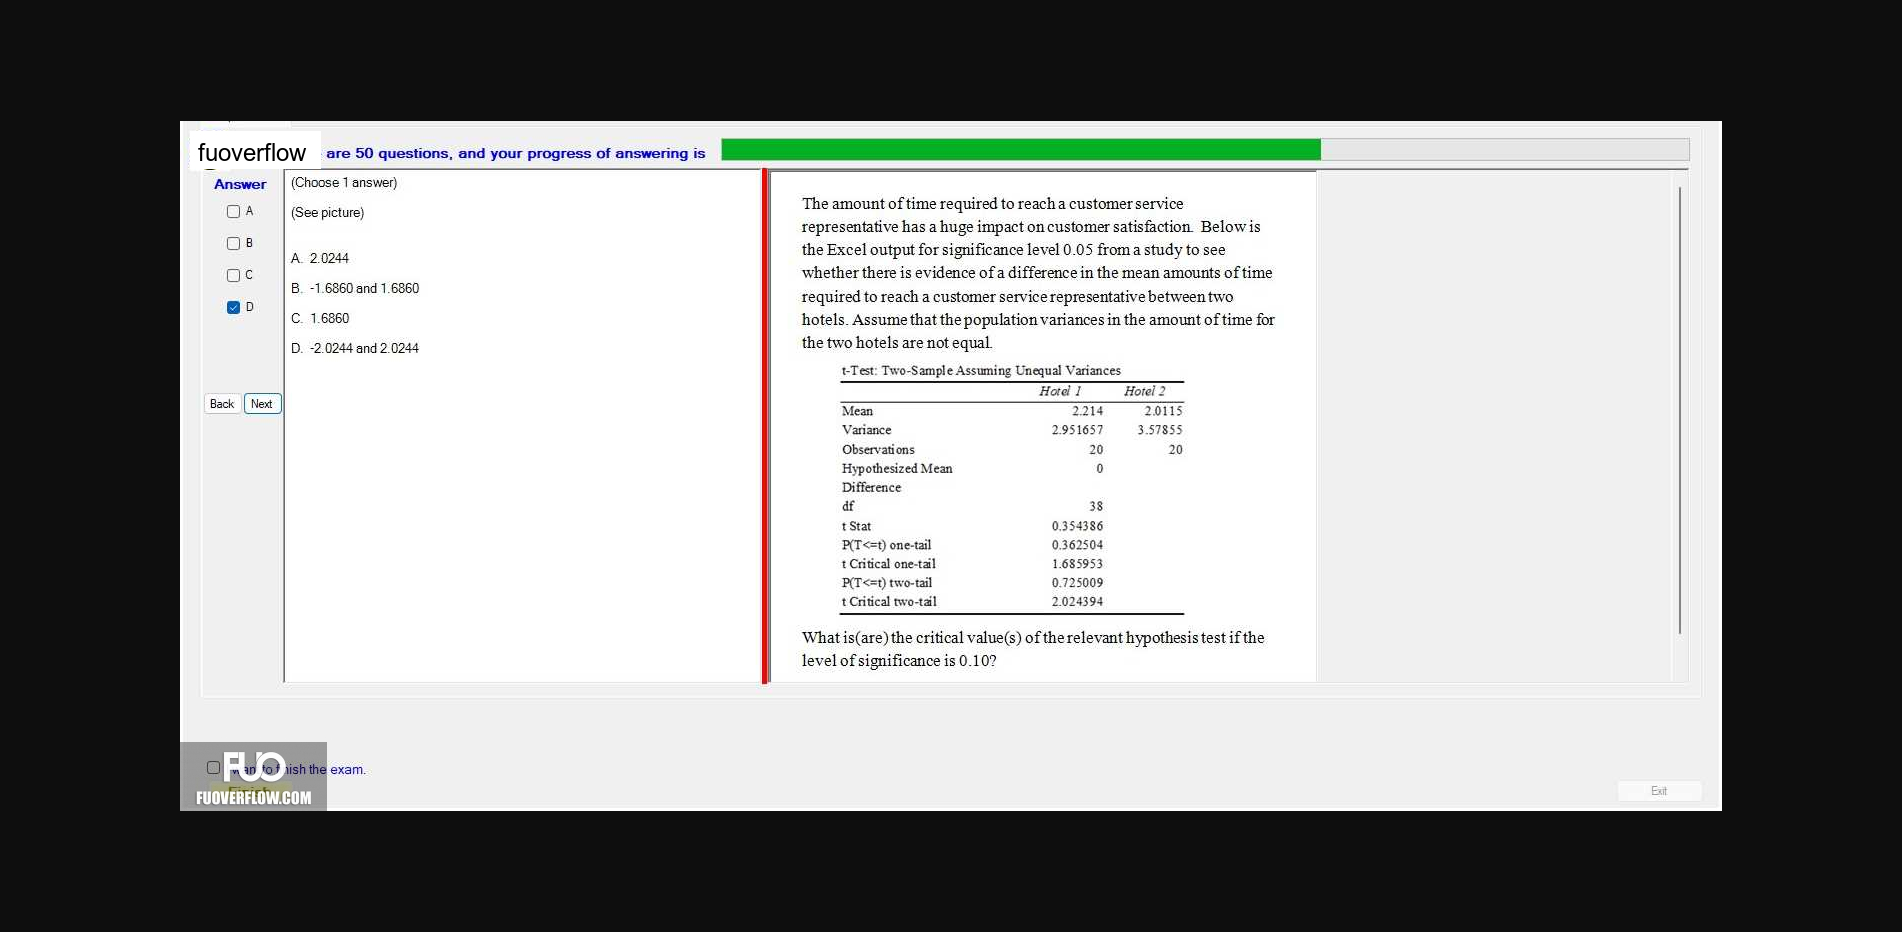 fuoverflow are 50 questions, and your progress of answering is
Answer
A
B
C
D
Back Next
(Choose 1 answer)
(See picture)
A. 2.0244
B. -1.6860 and 1.6860
C. 1.6860
D. -2.0244 and 2.0244
The amount of time required to reach a customer service
representative has a huge impact on customer satisfaction. Below is
the Excel output for significance level 0.05 from a study to see
whether there is evidence of a difference in the mean amounts of time
required to reach a customer service representative between two
hotels. Assume that the population variances in the amount of time for
the two hotels are not equal.
t-Test: Two-Sample Assuming Unequal Variances
Hotel 1 Hotel 2
Mean 2.214 2.0115
Variance 2.951657 3.57855
Observations 20 20
Hypothesized Mean 0
Difference
df 38
t Stat 0.354386
P(T<=t) one-tail 0.362504
t Critical one-tail 1.685953
P(T<=t) two-tail 0.725009
t Critical two-tail 2.024394
What is(are) the critical value(s) of the relevant hypothesis test if the
level of significance is 0.10?
FUO
the exam.
FUOVERFLOW.COM
Exit